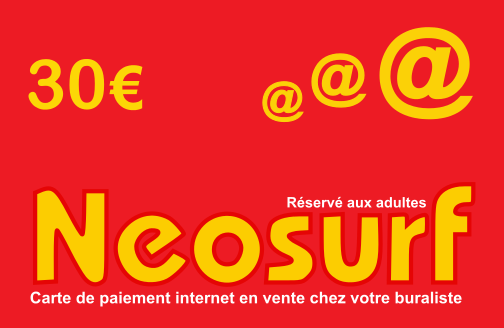 30€ @ @ @
Réservé aux adultes
Neosurf
Carte de paiement internet en vente chez votre buraliste